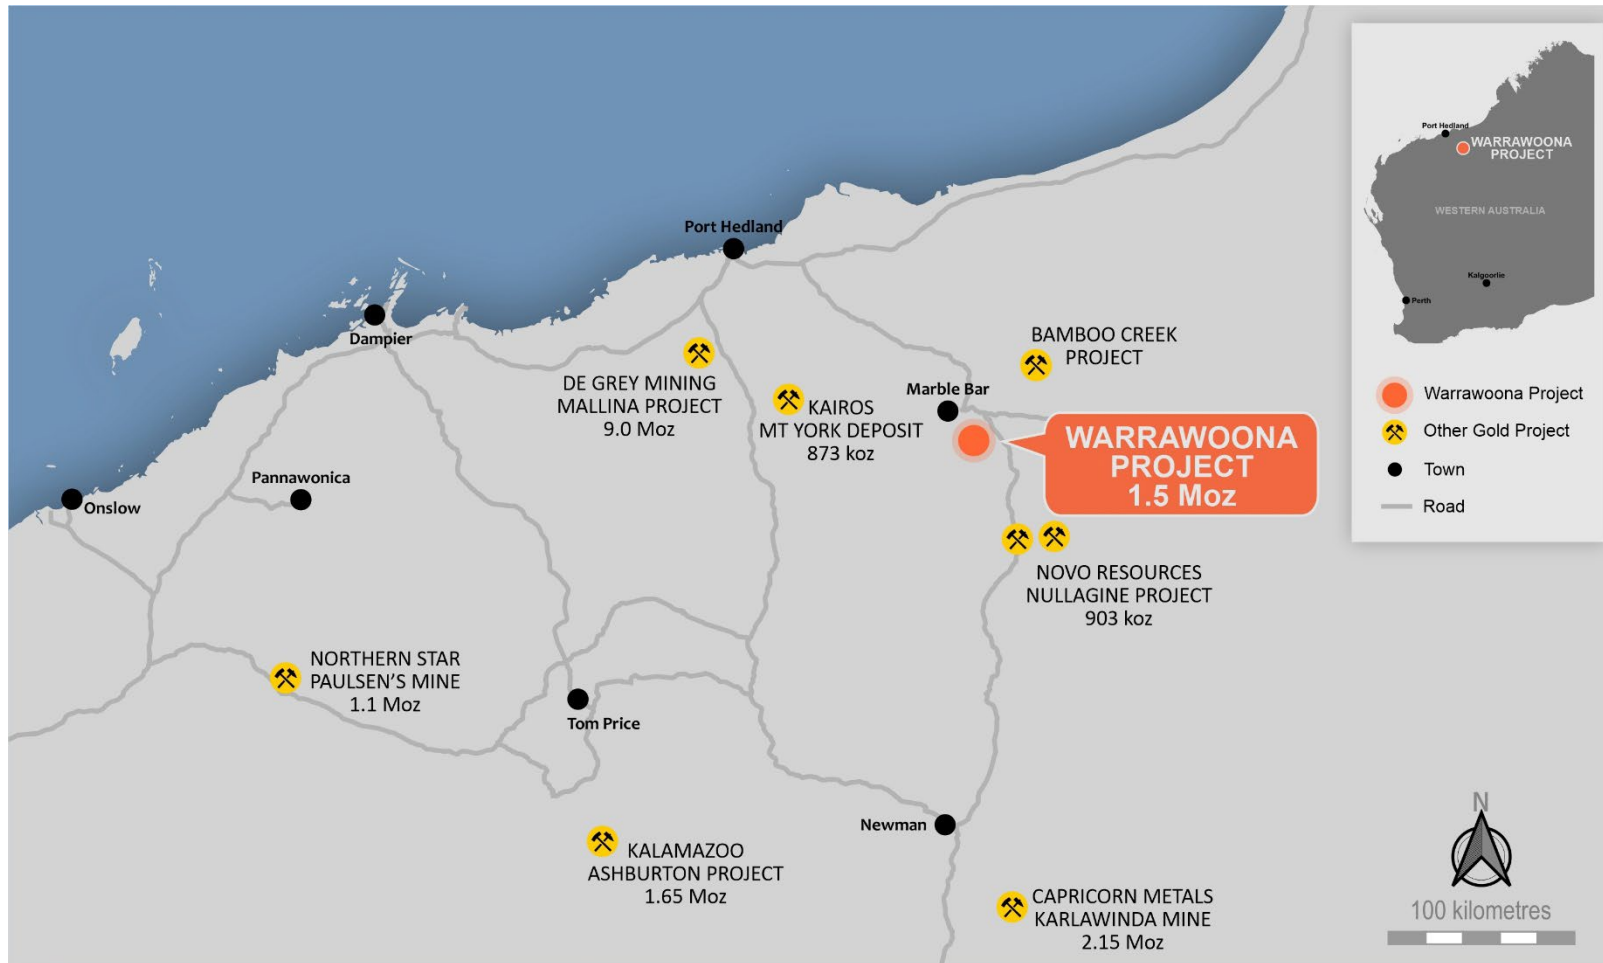 Port Hedland
Dampier
DE GREY MINING
MALLINA PROJECT
9.0 Moz
KAIROS
MT YORK DEPOSIT
873 koz
Marble Bar
BAMBOO CREEK
PROJECT
WARRAWOONA
PROJECT
1.5 Moz
Pannawonica
Onslow
NOVO RESOURCES
NULLAGINE PROJECT
903 koz
NORTHERN STAR
PAULSEN'S MINE
1.1 Moz
Tom Price
Newman
KALAMAZOO
ASHBURTON PROJECT
1.65 Moz
CAPRICORN METALS
KARLAWINDA MINE
2.15 Moz
Port Hedland
WARRAWOONA
PROJECT
WESTERN AUSTRALIA
Kalgoorlie
Perth
Warrawoona Project
Other Gold Project
Town
Road
N
100 kilometres